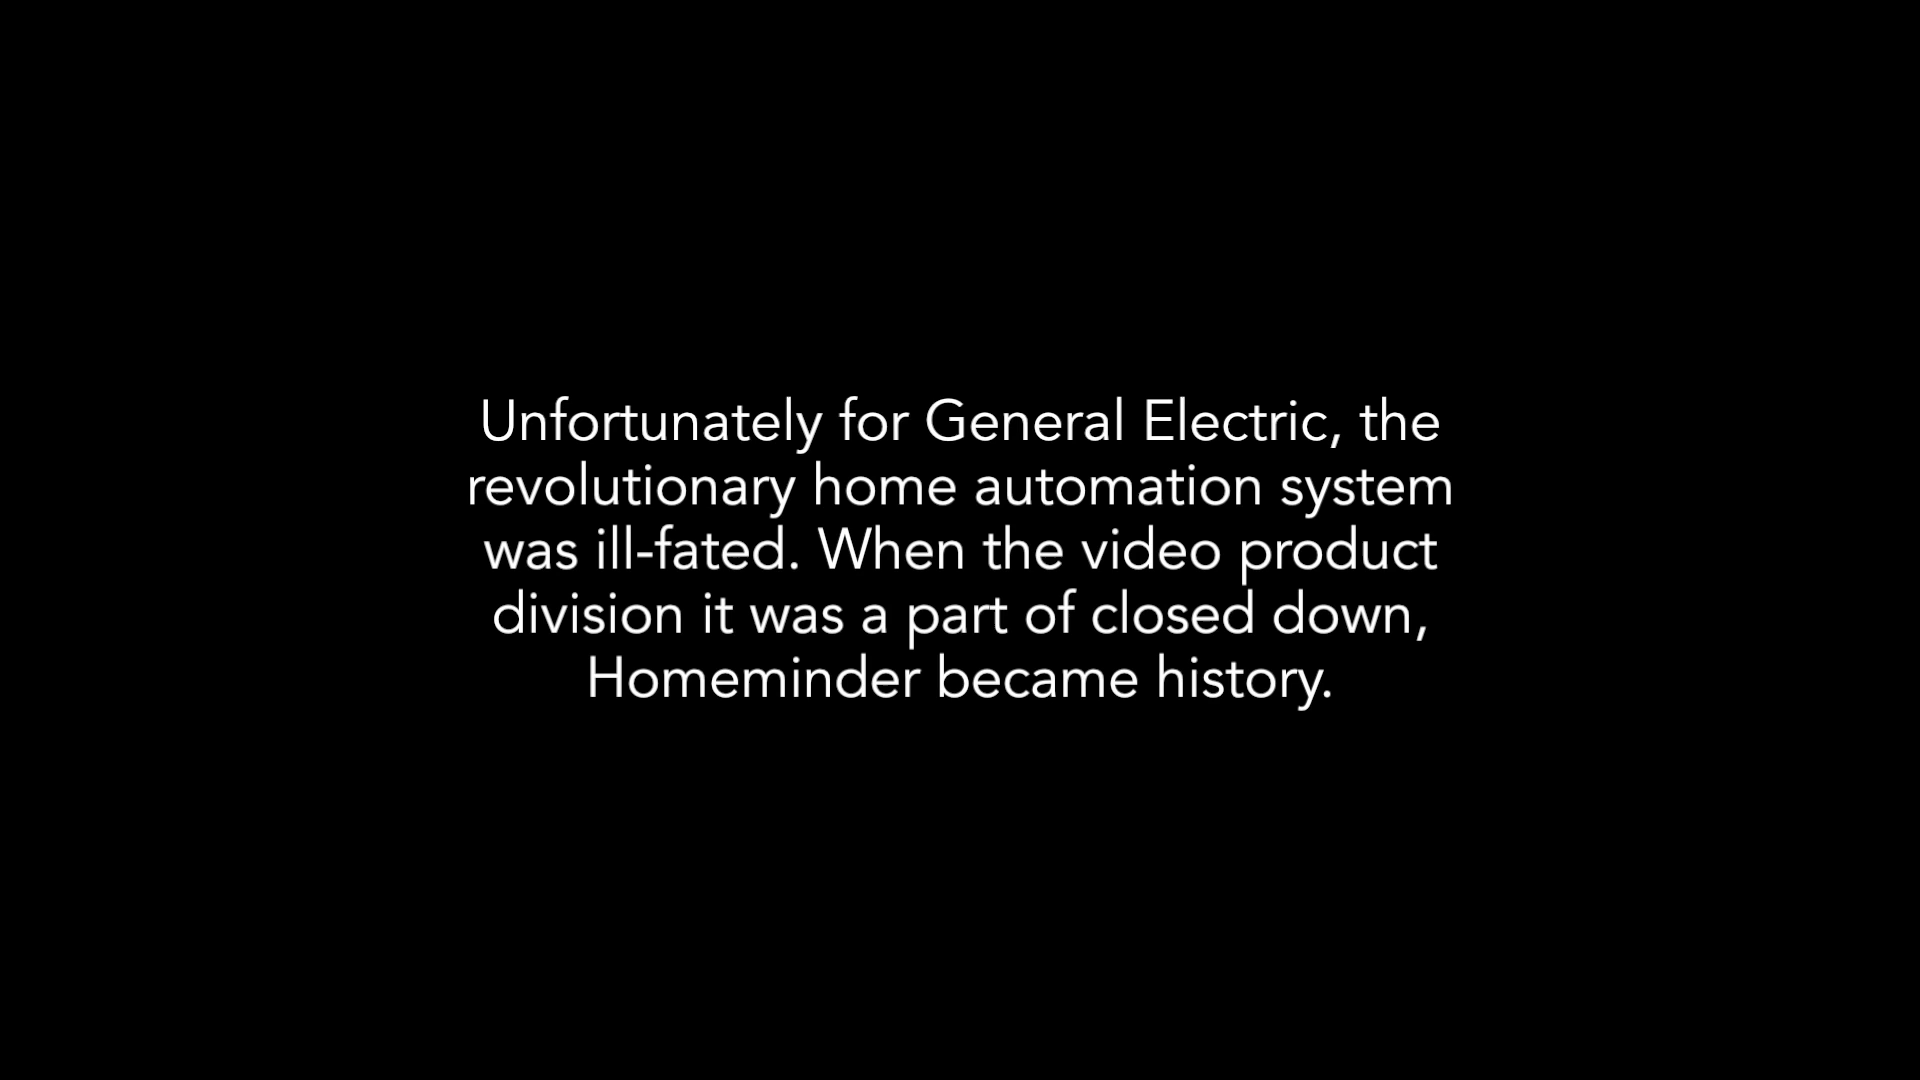 Unfortunately for General Electric, the
revolutionary home automation system
was ill-fated. When the video product
division it was a part of closed down,
Homeminder became history.